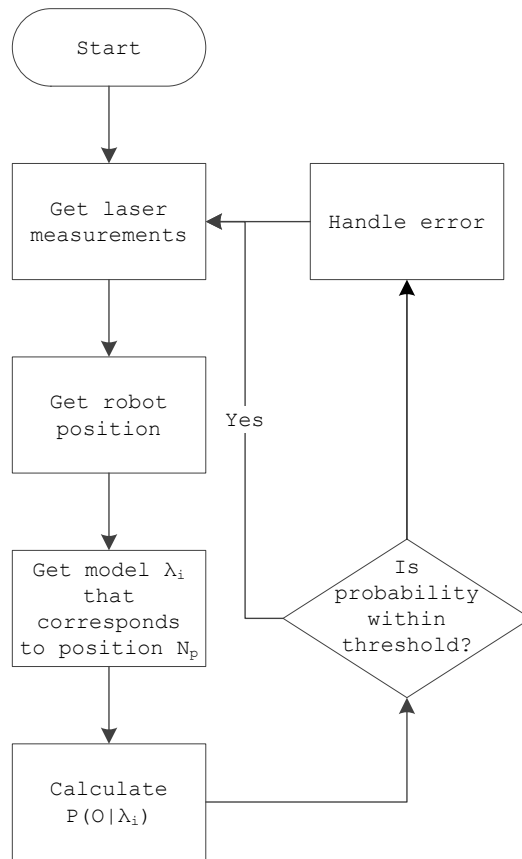 Start
Get laser
measurements
Handle error
Get robot
position
Yes
Get model λᵢ
that
corresponds
to position Nₚ
Is
probability
within
threshold?
Calculate
P(O|λᵢ)